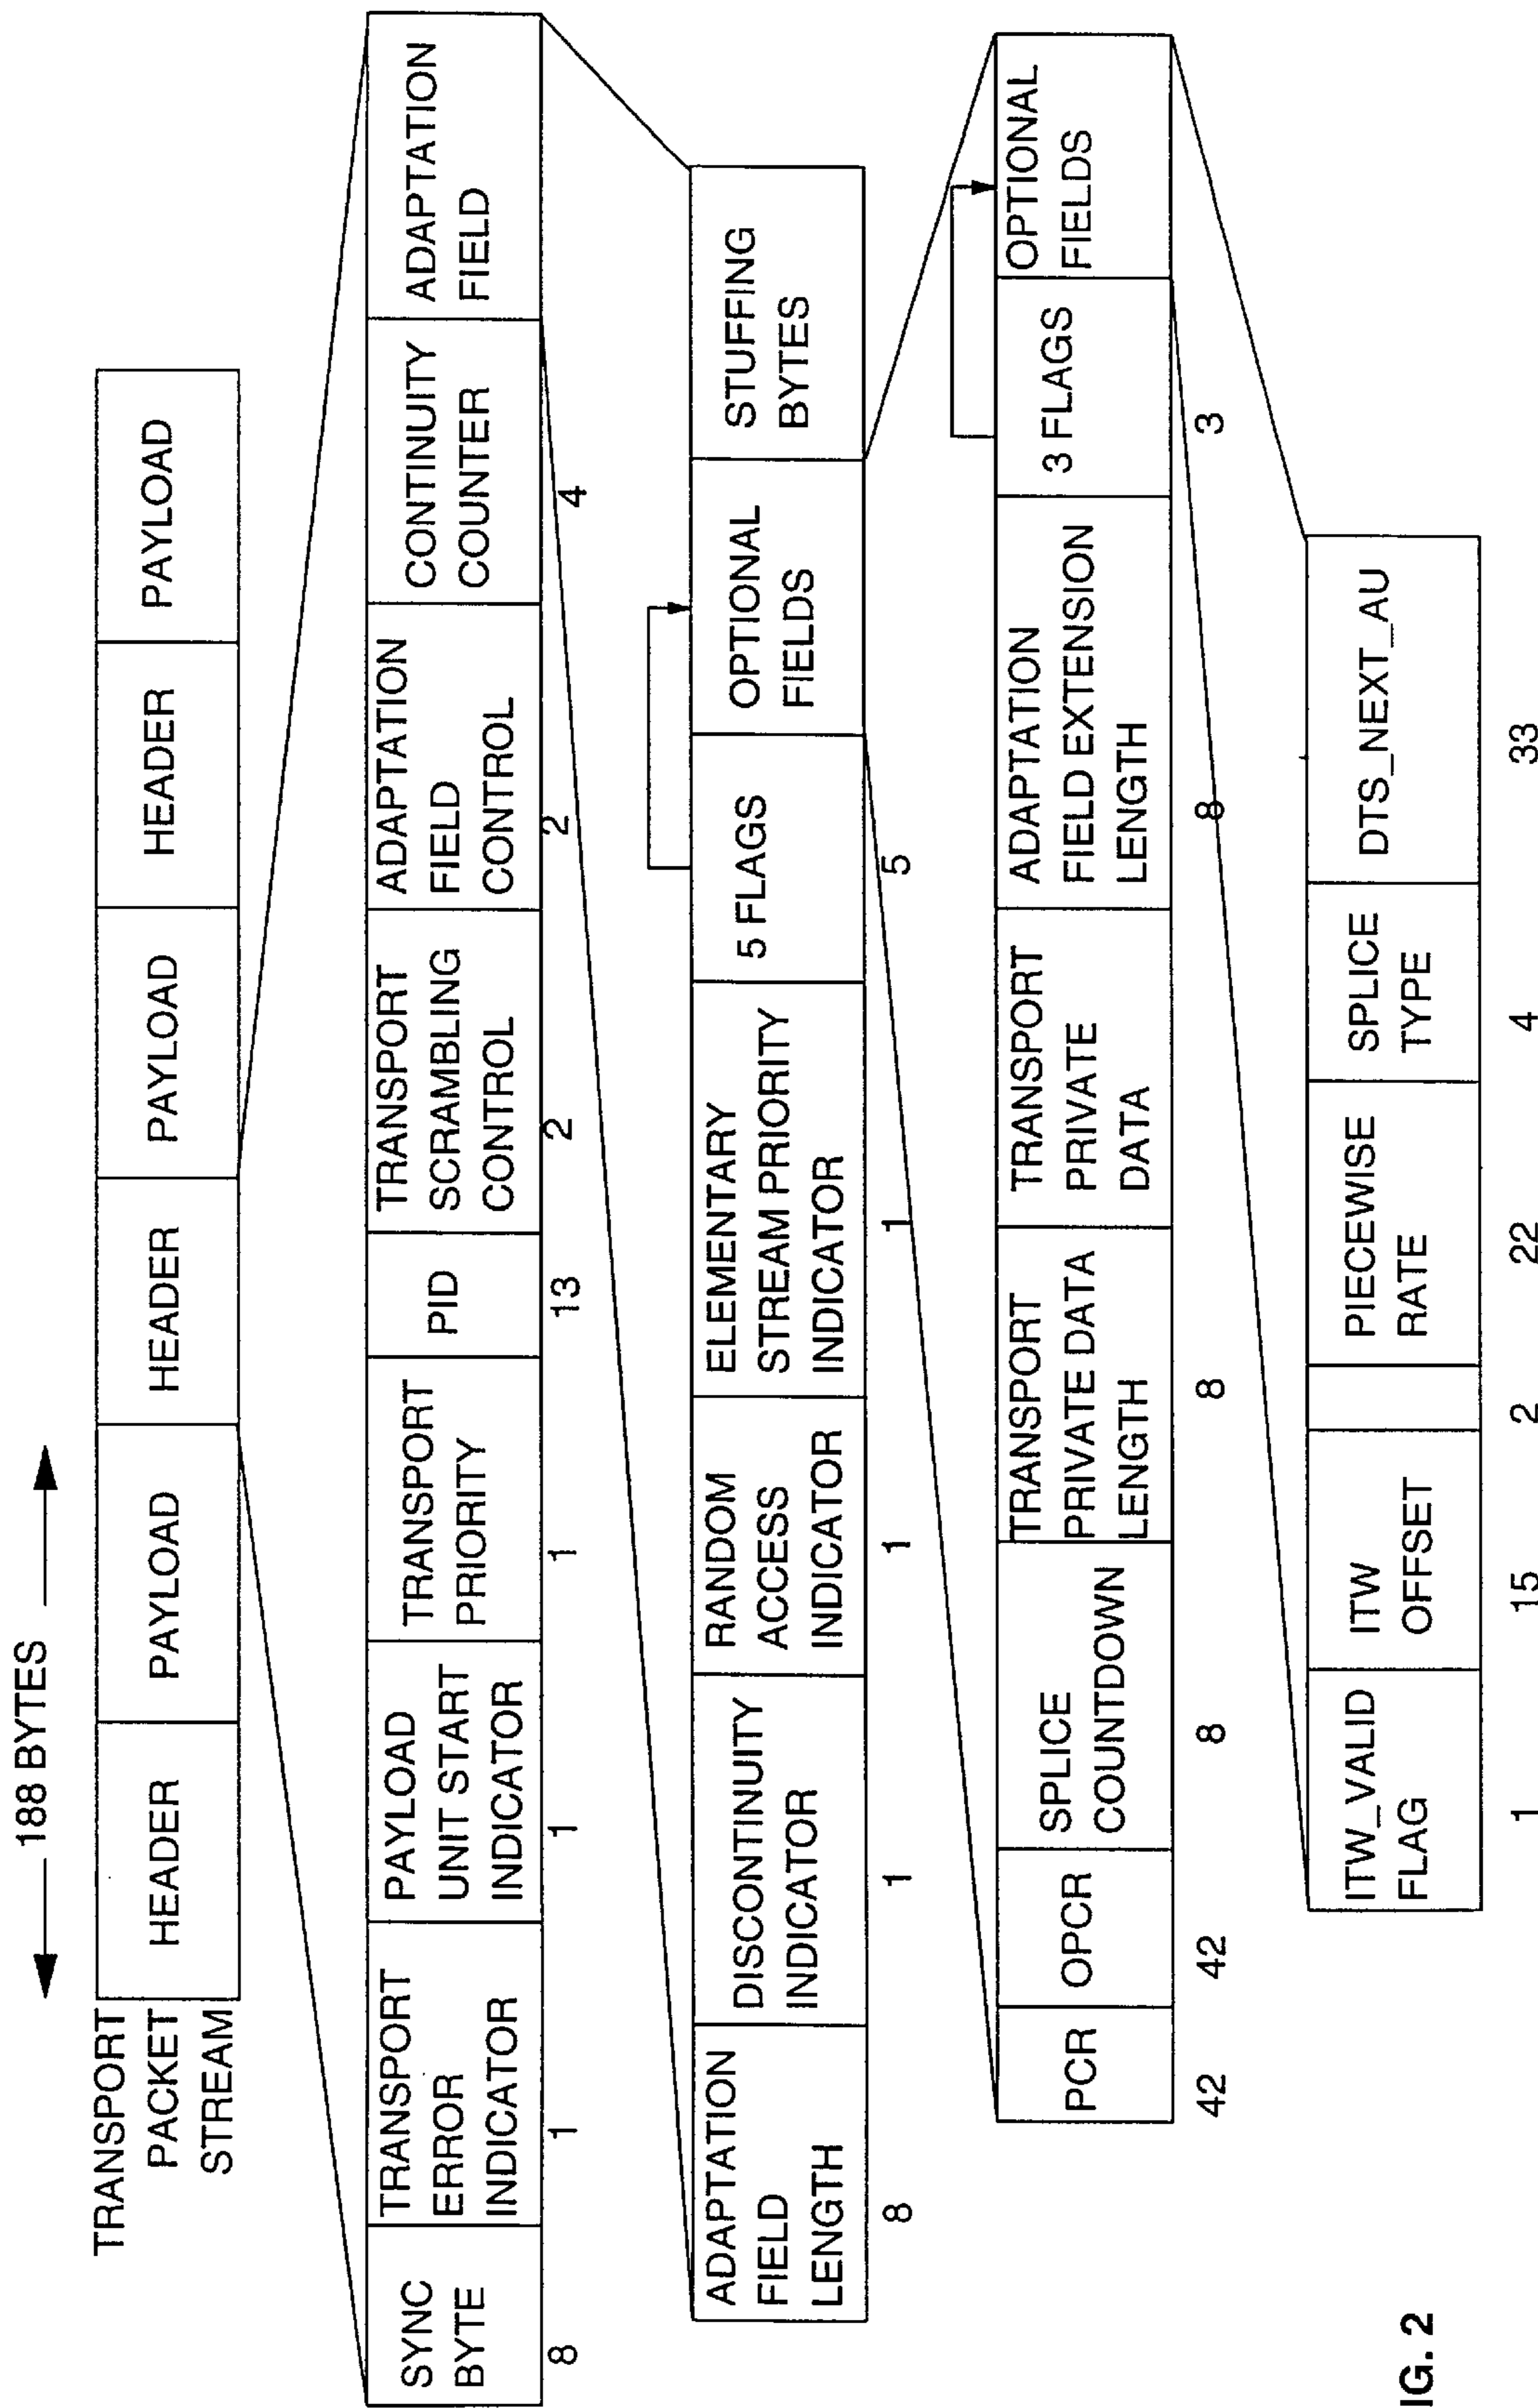 188 BYTES
TRANSPORT
PACKET
STREAM
HEADER
PAYLOAD
HEADER
PAYLOAD
HEADER
PAYLOAD
SYNC
BYTE
8
TRANSPORT
ERROR
INDICATOR
1
PAYLOAD
UNIT START
INDICATOR
1
TRANSPORT
PRIORITY
1
PID
13
TRANSPORT
SCRAMBLING
CONTROL
2
ADAPTATION
FIELD
CONTROL
2
CONTINUITY
COUNTER
4
ADAPTATION
FIELD
ADAPTATION
FIELD
LENGTH
8
DISCONTINUITY
INDICATOR
1
RANDOM
ACCESS
INDICATOR
1
ELEMENTARY
STREAM PRIORITY
INDICATOR
1
5 FLAGS
5
OPTIONAL
FIELDS
STUFFING
BYTES
PCR
42
OPCR
42
SPLICE
COUNTDOWN
8
TRANSPORT
PRIVATE DATA
LENGTH
8
TRANSPORT
PRIVATE
DATA
ADAPTATION
FIELD EXTENSION
LENGTH
8
3 FLAGS
3
OPTIONAL
FIELDS
ITW_VALID
FLAG
1
ITW
OFFSET
15
2
PIECEWISE
RATE
22
SPLICE
TYPE
4
DTS_NEXT_AU
33
IG. 2